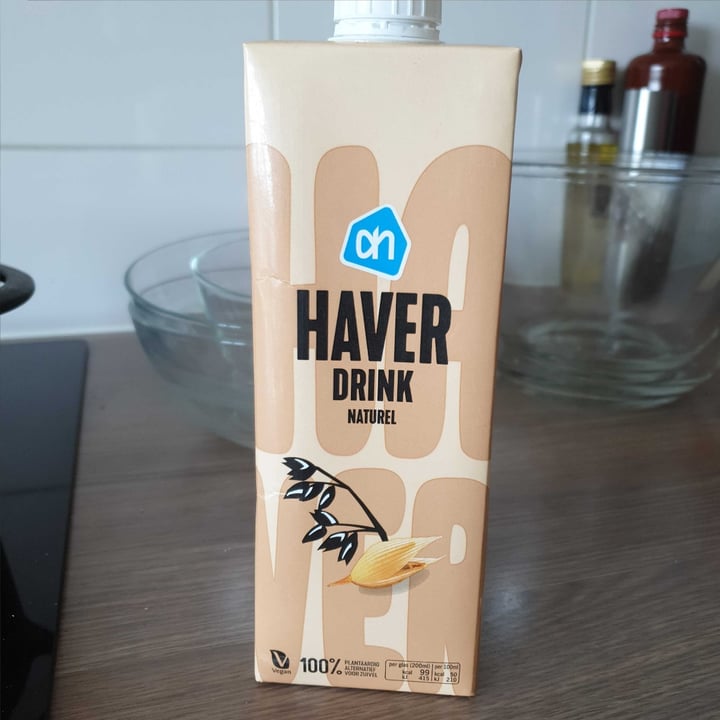 ah
HAVER
DRINK
NATUREL
HAVER
Vegan
100%
PLANTAARDIG
ALTERNATIEF
VOOR ZUIVEL
per glas (200ml) per 100ml
kcal 99 kcal 50
kJ 415 kJ 210